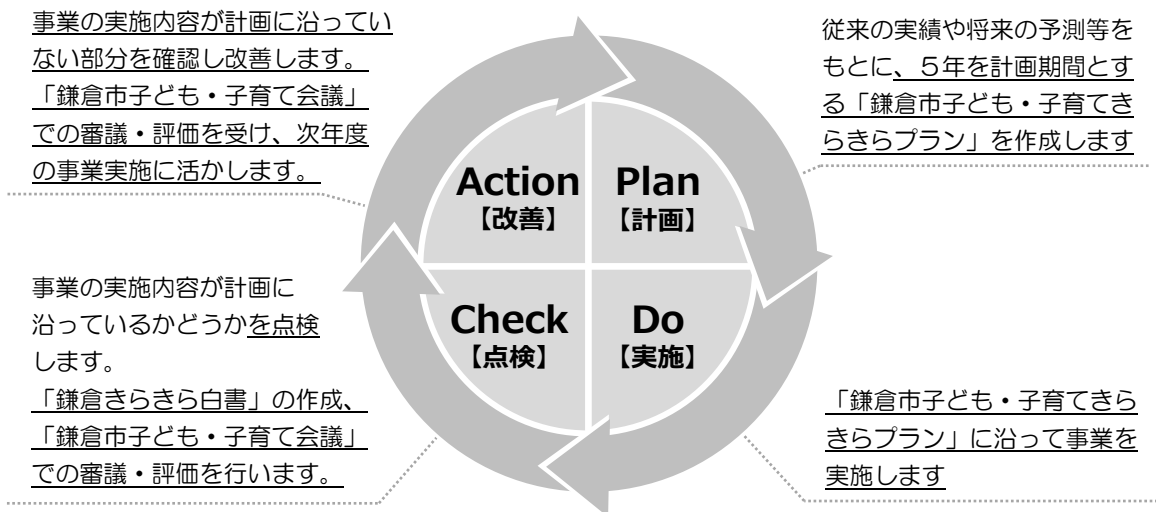 事業の実施内容が計画に沿ってい
ない部分を確認し改善します。
「鎌倉市子ども・子育て会議」
での審議・評価を受け、次年度
の事業実施に活かします。
従来の実績や将来の予測等を
もとに、５年を計画期間とす
る「鎌倉市子ども・子育てき
らきらプラン」を作成します
Action
【改善】
Plan
【計画】
事業の実施内容が計画に
沿っているかどうかを点検
します。
「鎌倉きらきら白書」の作成、
「鎌倉市子ども・子育て会議」
での審議・評価を行います。
Check
【点検】
Do
【実施】
「鎌倉市子ども・子育てきら
きらプラン」に沿って事業を
実施します